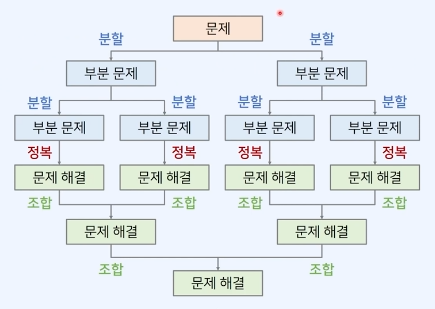 문제
분할 분할
부분 문제 부분 문제
분할 분할 분할 분할
부분 문제 부분 문제 부분 문제 부분 문제
정복 정복 정복 정복
문제 해결 문제 해결 문제 해결 문제 해결
조합 조합 조합 조합
문제 해결 문제 해결
조합 조합
문제 해결